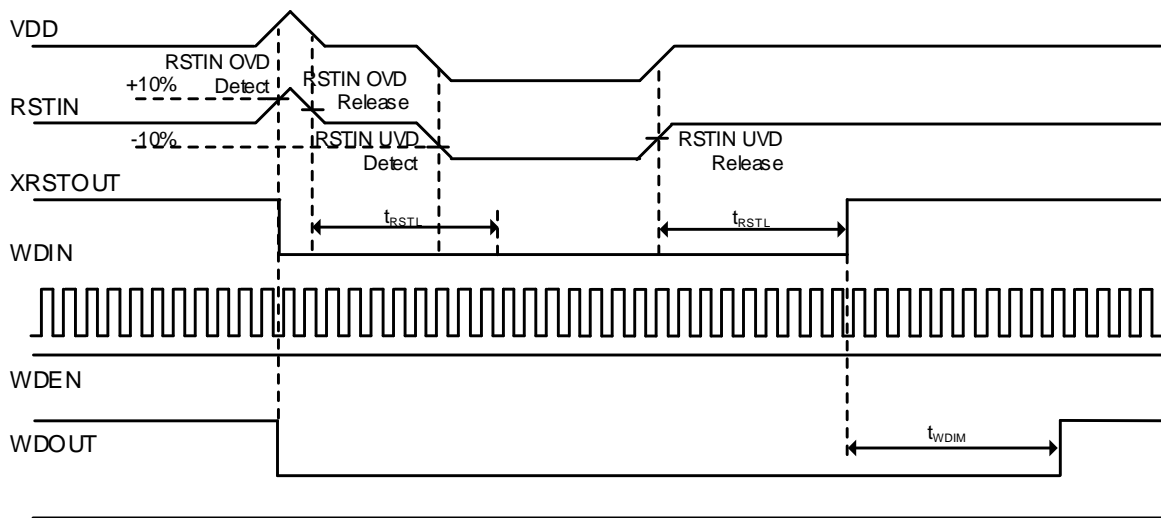 VDD
RSTIN OVD
Detect
+10%
RSTIN OVD
Release
RSTIN
-10%
RSTIN UVD
Detect
RSTIN UVD
Release
XRSTOUT
tRSTL
tRSTL
WDIN
WDEN
WDOUT
tWDIM